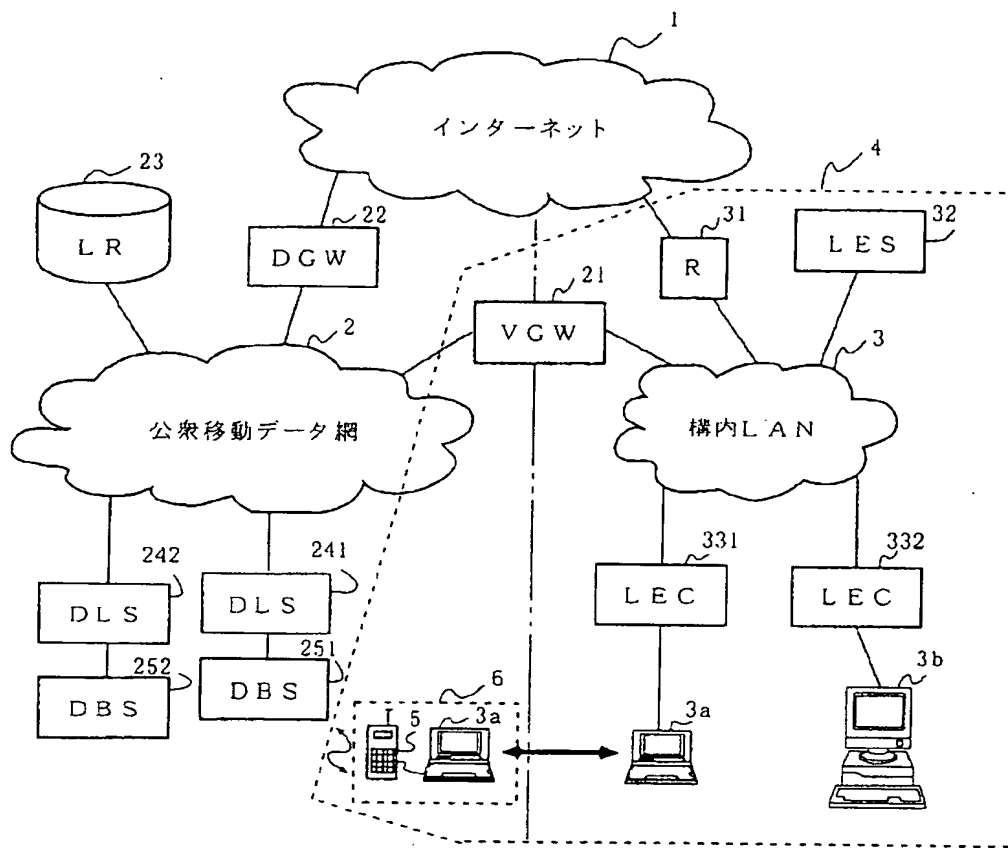 1
インターネット
23
LR
22
DGW
4
31
R
32
LES
21
VGW
2
公衆移動データ網
3
構内LAN
242
DLS
241
DLS
252
DBS
251
DBS
331
LEC
332
LEC
6
5
3a
3a
3b